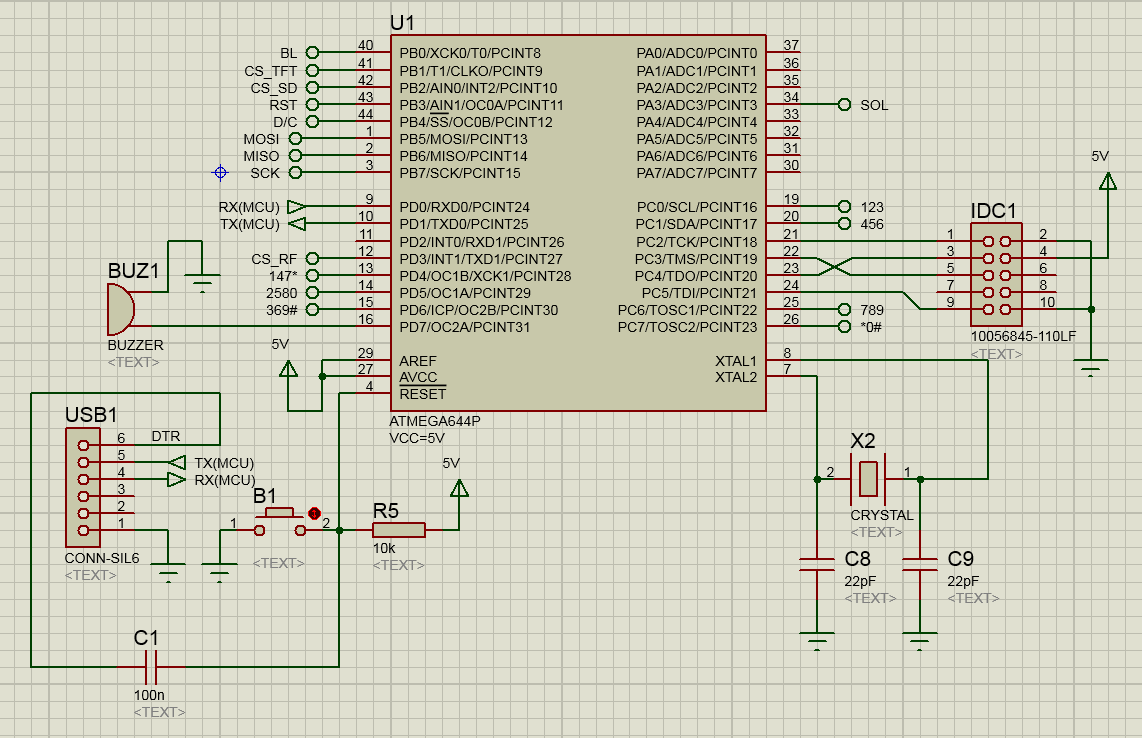 U1
BL 40 PB0/XCK0/T0/PCINT8 PA0/ADC0/PCINT0 37
CS_TFT 41 PB1/T1/CLKO/PCINT9 PA1/ADC1/PCINT1 36
CS_SD 42 PB2/AIN0/INT2/PCINT10 PA2/ADC2/PCINT2 35
RST 43 PB3/AIN1/OC0A/PCINT11 PA3/ADC3/PCINT3 34 SOL
D/C 44 PB4/SS/OC0B/PCINT12 PA4/ADC4/PCINT4 33
MOSI 1 PB5/MOSI/PCINT13 PA5/ADC5/PCINT5 32
MISO 2 PB6/MISO/PCINT14 PA6/ADC6/PCINT6 31
SCK 3 PB7/SCK/PCINT15 PA7/ADC7/PCINT7 30
5V
RX(MCU) 9 PD0/RXD0/PCINT24 PC0/SCL/PCINT16 19 123
IDC1
TX(MCU) 10 PD1/TXD0/PCINT25 PC1/SDA/PCINT17 20 456
11 PD2/INT0/RXD1/PCINT26 PC2/TCK/PCINT18 21 1 2
CS_RF 12 PD3/INT1/TXD1/PCINT27 PC3/TMS/PCINT19 22 3 4
BUZ1
147* 13 PD4/OC1B/XCK1/PCINT28 PC4/TDO/PCINT20 23 5 6
2580 14 PD5/OC1A/PCINT29 PC5/TDI/PCINT21 24 7 8
369# 15 PD6/ICP/OC2B/PCINT30 PC6/TOSC1/PCINT22 25 789 9 10
16 PD7/OC2A/PCINT31 PC7/TOSC2/PCINT23 26 *0#
10056845-110LF
<TEXT>
BUZZER
<TEXT>
5V
29 AREF XTAL1 8
27 AVCC XTAL2 7
4 RESET
ATMEGA644P
VCC=5V
USB1
6 DTR
5 TX(MCU)
4 RX(MCU)
3
2
1
CONN-SIL6
<TEXT>
5V
B1
1 2
<TEXT>
R5
10k
<TEXT>
X2
2 1
CRYSTAL
<TEXT>
C8
22pF
<TEXT>
C9
22pF
<TEXT>
C1
100n
<TEXT>